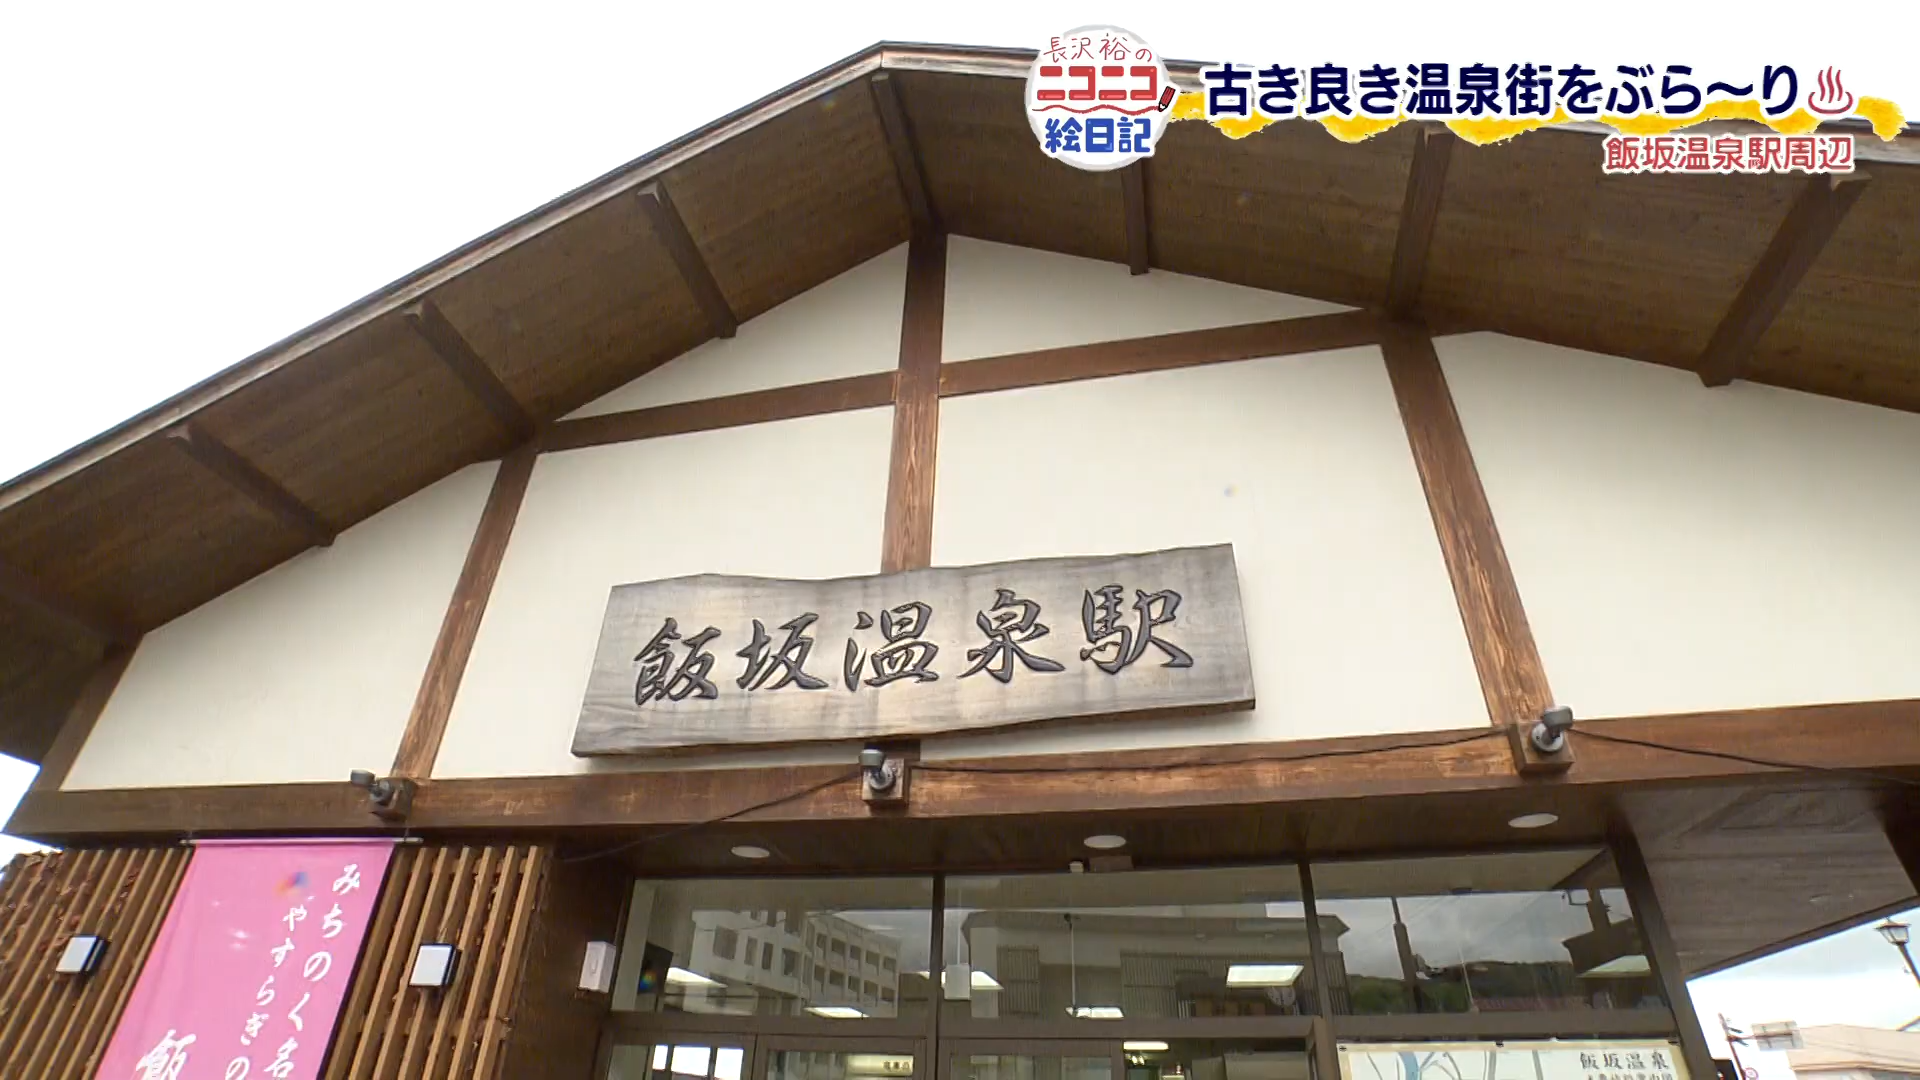 長沢裕の
ニコニコ
絵日記
古き良き温泉街をぶら～り♨
飯坂温泉駅周辺
飯坂温泉駅
みちのく名
やすらぎの
飯
飯坂温泉